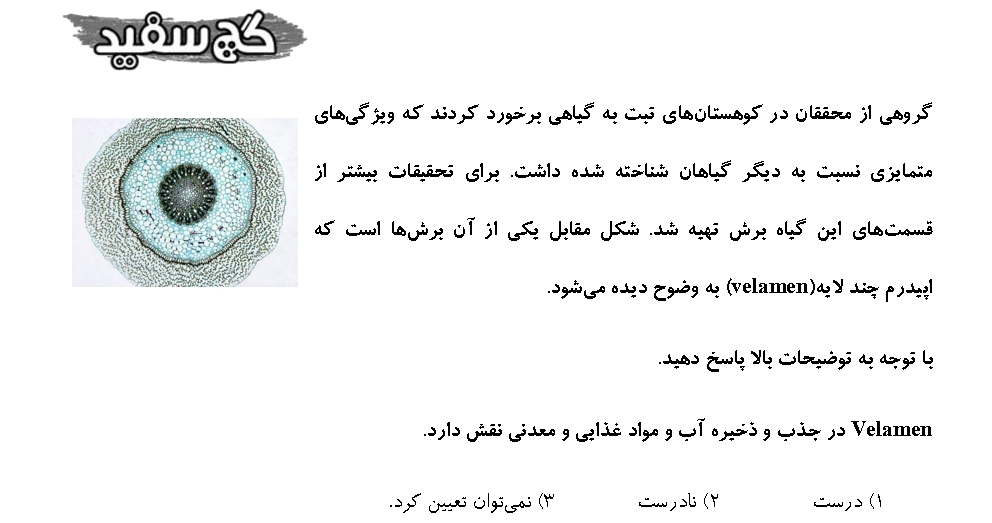 گچ سفید
گروهی از محققان در کوهستان‌های تبت به گیاهی برخورد کردند که ویژگی‌های
متمایزی نسبت به دیگر گیاهان شناخته شده داشت. برای تحقیقات بیشتر از
قسمت‌های این گیاه برش تهیه شد. شکل مقابل یکی از آن برش‌ها است که
اپیدرم چند لایه(velamen) به وضوح دیده می‌شود.
با توجه به توضیحات بالا پاسخ دهید.
Velamen در جذب و ذخیره آب و مواد غذایی و معدنی نقش دارد.
۱) درست ۲) نادرست ۳) نمی‌توان تعیین کرد.